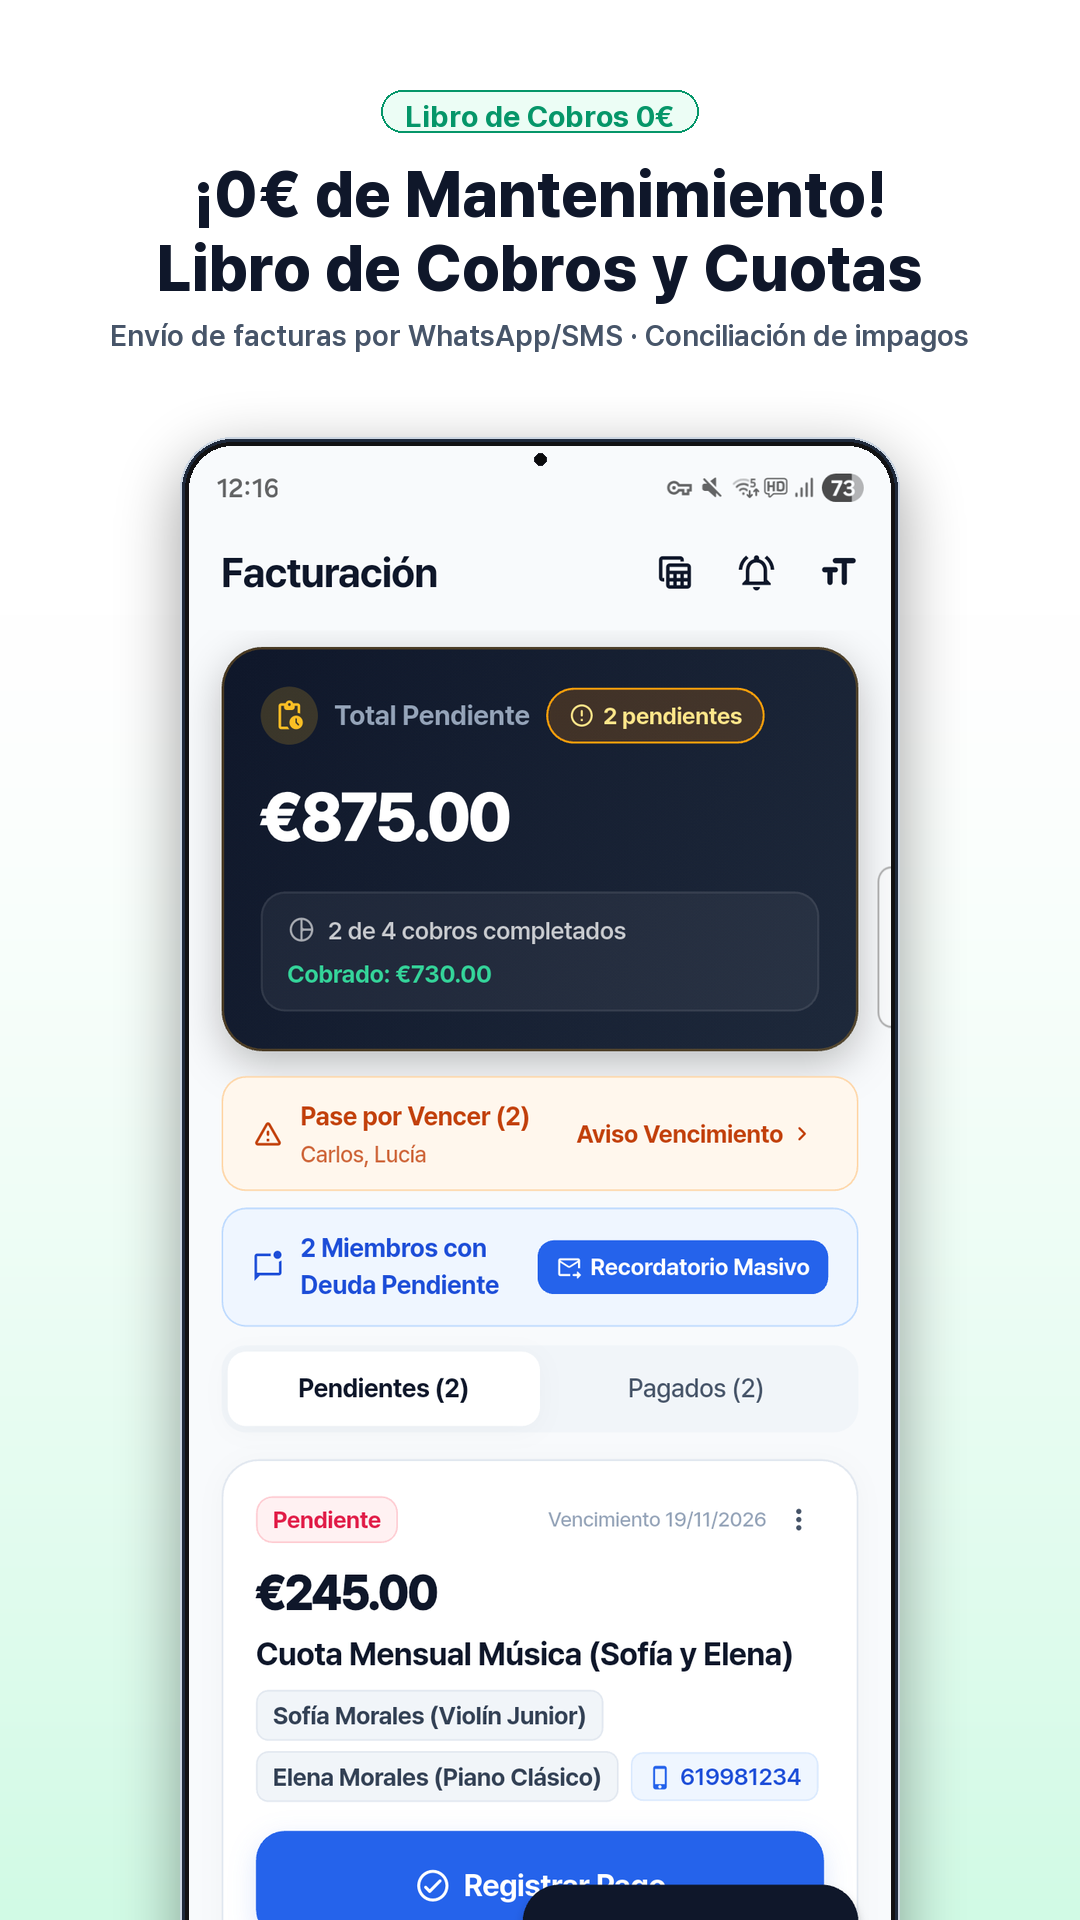 Libro de Cobros 0€
¡0€ de Mantenimiento!
Libro de Cobros y Cuotas
Envío de facturas por WhatsApp/SMS · Conciliación de impagos
12:16
5
HD
73
Facturación
Total Pendiente
2 pendientes
€875.00
2 de 4 cobros completados
Cobrado: €730.00
Pase por Vencer (2)
Carlos, Lucía
Aviso Vencimiento
2 Miembros con
Deuda Pendiente
Recordatorio Masivo
Pendientes (2)
Pagados (2)
Pendiente
Vencimiento 19/11/2026
€245.00
Cuota Mensual Música (Sofía y Elena)
Sofía Morales (Violín Junior)
Elena Morales (Piano Clásico)
619981234
Registrar Pago